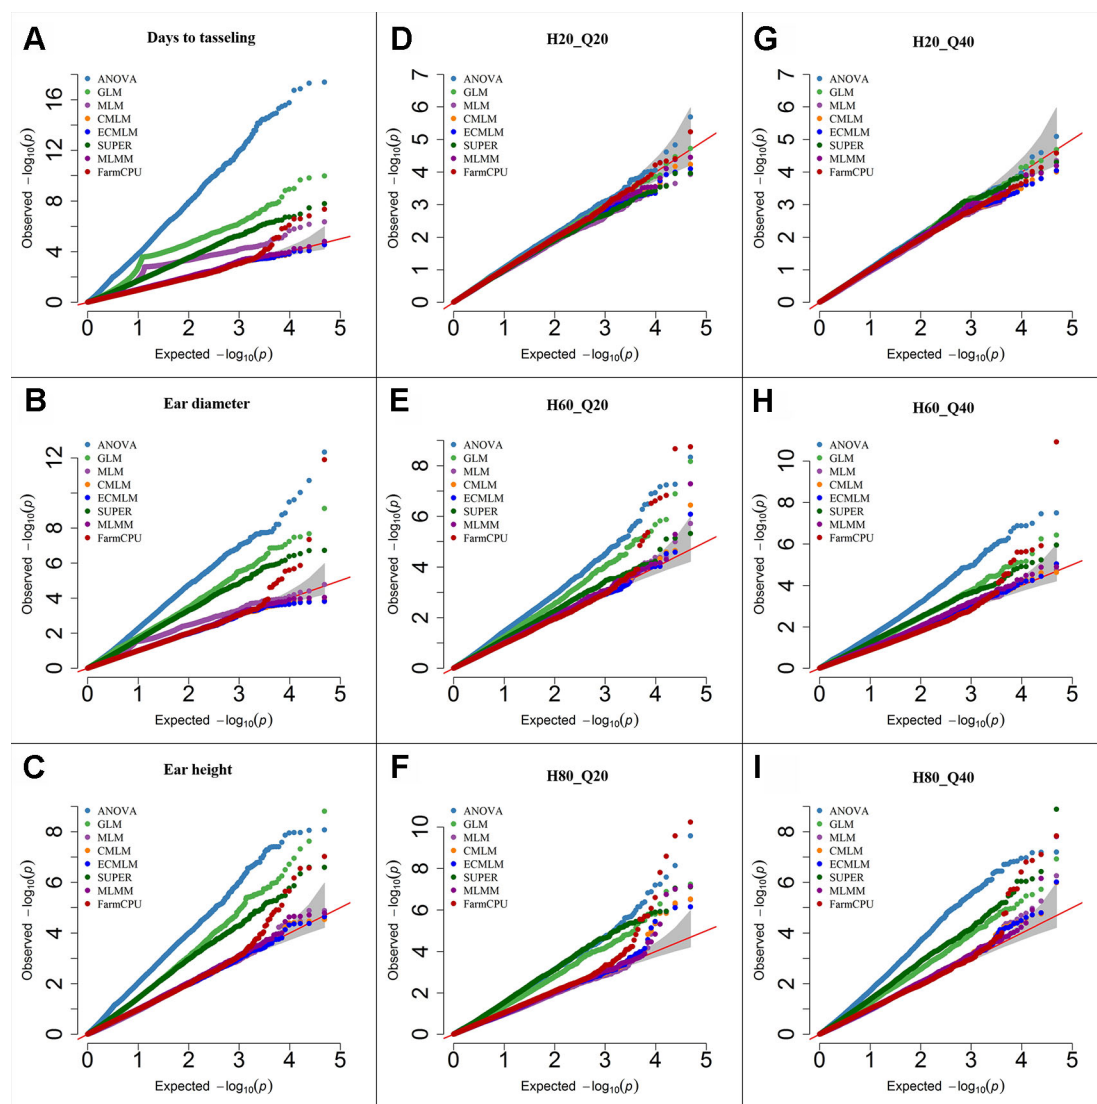 A
Days to tasseling
ANOVA
GLM
MLM
CMLM
ECMLM
SUPER
MLMM
FarmCPU
Observed −log10(p)
16
12
8
4
0
0 1 2 3 4 5
Expected −log10(p)
D
H20_Q20
ANOVA
GLM
MLM
CMLM
ECMLM
SUPER
MLMM
FarmCPU
Observed −log10(p)
7
6
5
4
3
2
1
0
0 1 2 3 4 5
Expected −log10(p)
G
H20_Q40
ANOVA
GLM
MLM
CMLM
ECMLM
SUPER
MLMM
FarmCPU
Observed −log10(p)
7
6
5
4
3
2
1
0
0 1 2 3 4 5
Expected −log10(p)
B
Ear diameter
ANOVA
GLM
MLM
CMLM
ECMLM
SUPER
MLMM
FarmCPU
Observed −log10(p)
12
8
6
4
2
0
0 1 2 3 4 5
Expected −log10(p)
E
H60_Q20
ANOVA
GLM
MLM
CMLM
ECMLM
SUPER
MLMM
FarmCPU
Observed −log10(p)
8
6
4
2
0
0 1 2 3 4 5
Expected −log10(p)
H
H60_Q40
ANOVA
GLM
MLM
CMLM
ECMLM
SUPER
MLMM
FarmCPU
Observed −log10(p)
10
8
6
4
2
0
0 1 2 3 4 5
Expected −log10(p)
C
Ear height
ANOVA
GLM
MLM
CMLM
ECMLM
SUPER
MLMM
FarmCPU
Observed −log10(p)
8
6
4
2
0
0 1 2 3 4 5
Expected −log10(p)
F
H80_Q20
ANOVA
GLM
MLM
CMLM
ECMLM
SUPER
MLMM
FarmCPU
Observed −log10(p)
10
8
6
4
2
0
0 1 2 3 4 5
Expected −log10(p)
I
H80_Q40
ANOVA
GLM
MLM
CMLM
ECMLM
SUPER
MLMM
FarmCPU
Observed −log10(p)
8
6
4
2
0
0 1 2 3 4 5
Expected −log10(p)